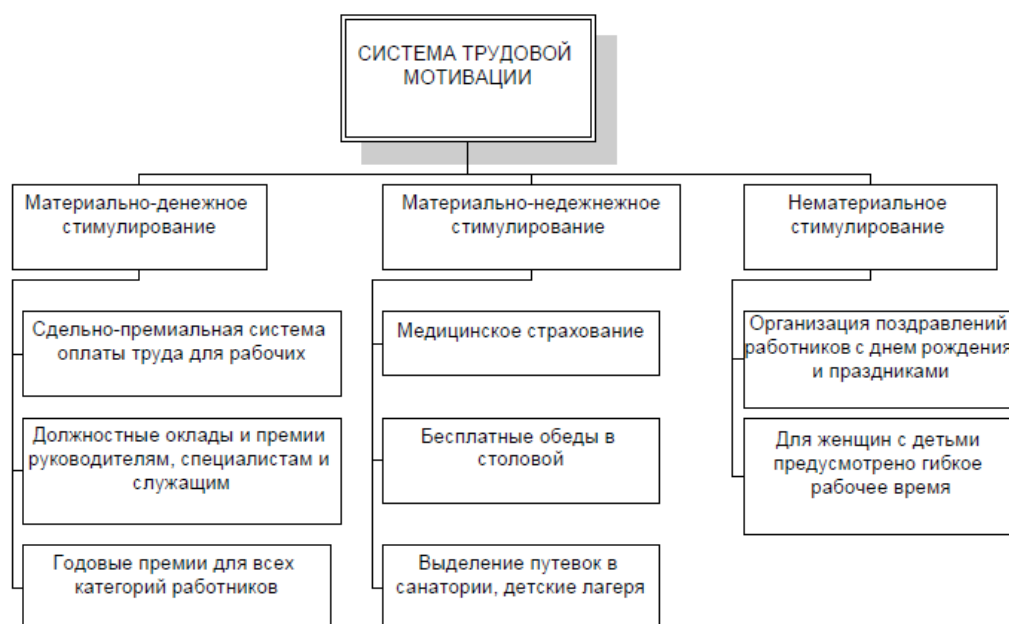 СИСТЕМА ТРУДОВОЙ
МОТИВАЦИИ
Материально-денежное
стимулирование
Материально-недежнежное
стимулирование
Нематериальное
стимулирование
Сдельно-премиальная система
оплаты труда для рабочих
Должностные оклады и премии
руководителям, специалистам и
служащим
Годовые премии для всех
категорий работников
Медицинское страхование
Бесплатные обеды в
столовой
Выделение путевок в
санатории, детские лагеря
Организация поздравлений
работников с днем рождения
и праздниками
Для женщин с детьми
предусмотрено гибкое
рабочее время